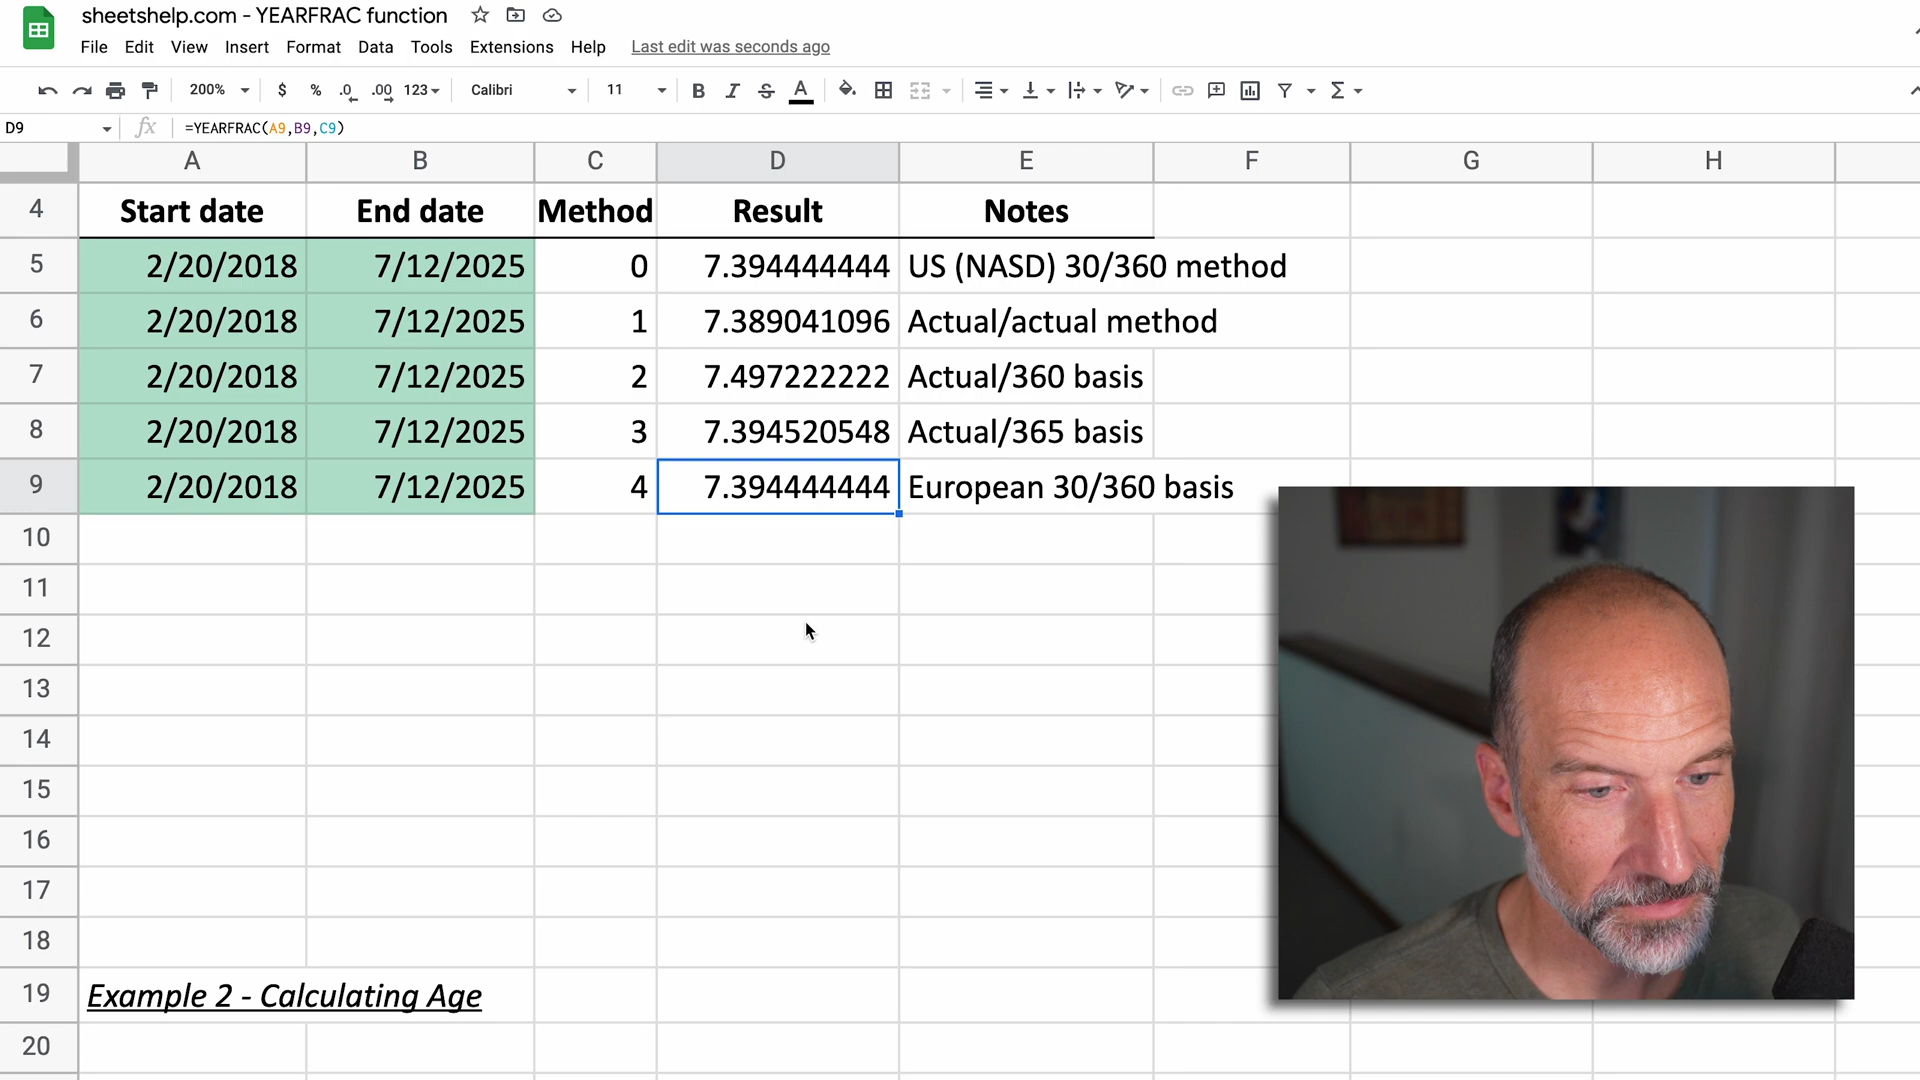 sheetshelp.com - YEARFRAC function
File Edit View Insert Format Data Tools Extensions Help Last edit was seconds ago
200% $ % .0 .00 123 Calibri 11 B I S A Σ
D9 fx =YEARFRAC(A9,B9,C9)
A B C D E F G H
4 Start date End date Method Result Notes
5 2/20/2018 7/12/2025 0 7.394444444 US (NASD) 30/360 method
6 2/20/2018 7/12/2025 1 7.389041096 Actual/actual method
7 2/20/2018 7/12/2025 2 7.497222222 Actual/360 basis
8 2/20/2018 7/12/2025 3 7.394520548 Actual/365 basis
9 2/20/2018 7/12/2025 4 7.394444444 European 30/360 basis
10
11
12
13
14
15
16
17
18
19 Example 2 - Calculating Age
20